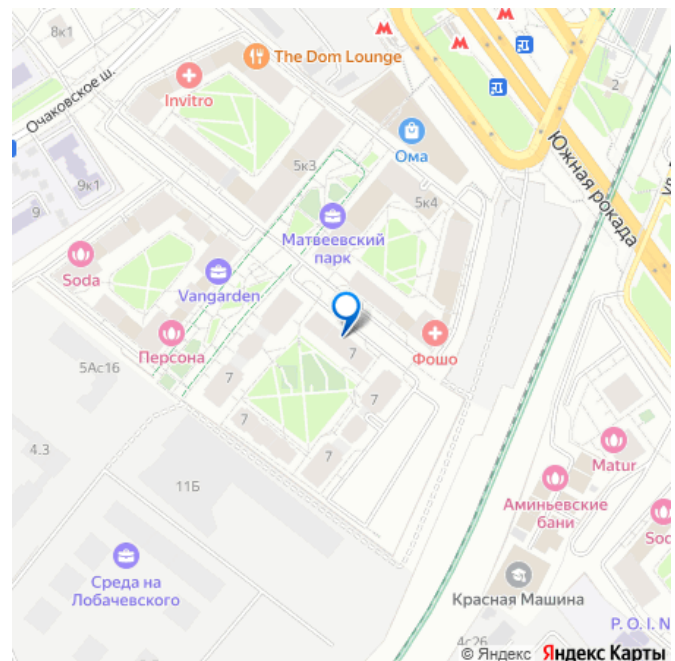 8к1
The Dom Lounge
2
Invitro
Очаковское ш.
Ома
Южная рокада
5к3
9к1
9
5к4
Матвеевский
парк
Soda
Vangarden
Персона
Фошо
5Ас16
7
7
7
7
7
4.3
11Б
Matur
Аминьевские
бани
Среда на
Лобачевского
Красная Машина
P. O. I. N
4с26
© Яндекс Яндекс Карты